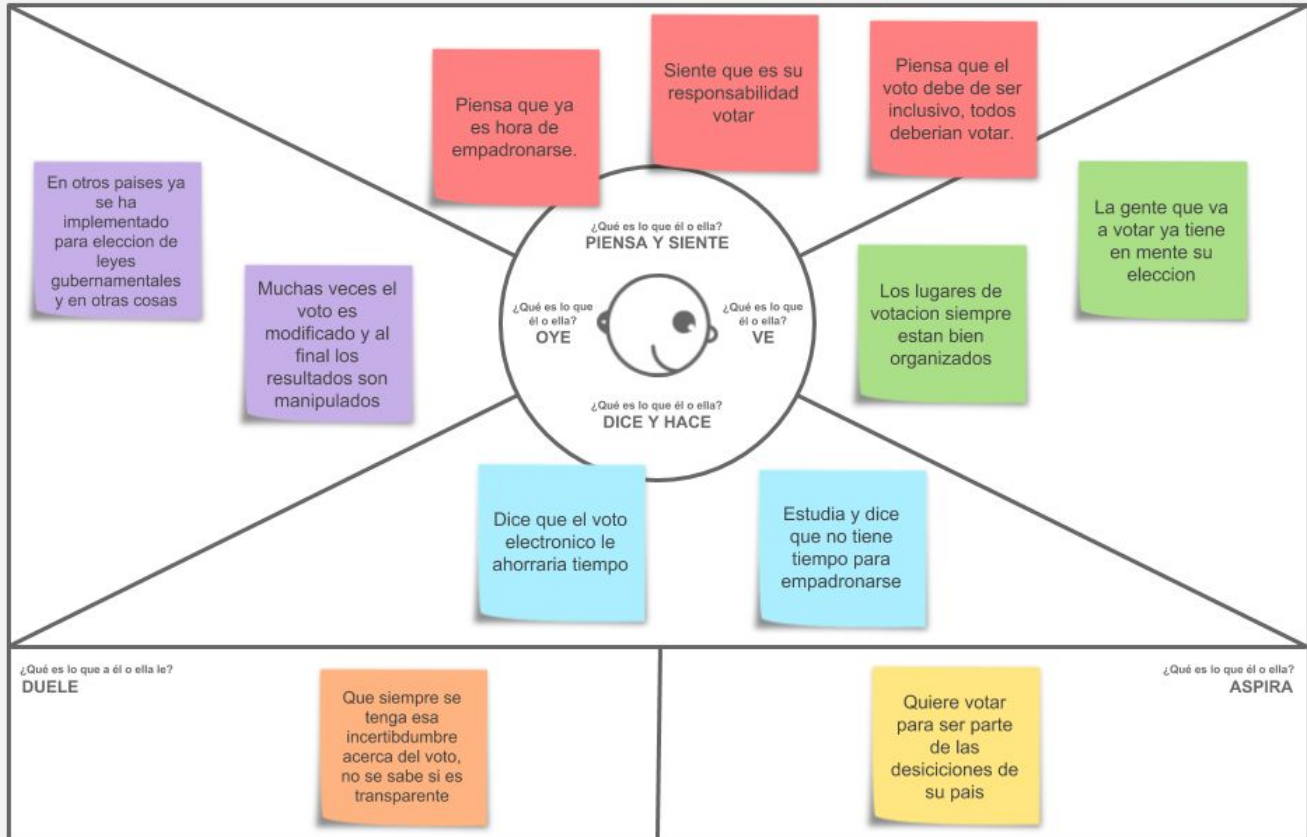 Piensa que ya
es hora de
empadronarse.
Siente que es su
responsabilidad
votar
Piensa que el
voto debe de ser
inclusivo, todos
deberian votar.
En otros paises ya
se ha
implementado
para eleccion de
leyes
gubernamentales
y en otras cosas
Muchas veces el
voto es
modificado y al
final los
resultados son
manipulados
¿Qué es lo que él o ella?
PIENSA Y SIENTE
¿Qué es lo que
él o ella?
OYE
¿Qué es lo que
él o ella?
VE
¿Qué es lo que él o ella?
DICE Y HACE
Los lugares de
votacion siempre
estan bien
organizados
La gente que va
a votar ya tiene
en mente su
eleccion
Dice que el voto
electronico le
ahorraria tiempo
Estudia y dice
que no tiene
tiempo para
empadronarse
¿Qué es lo que a él o ella le?
DUELE
Que siempre se
tenga esa
incertibdumbre
acerca del voto,
no se sabe si es
transparente
¿Qué es lo que él o ella?
ASPIRA
Quiere votar
para ser parte
de las
desiciciones de
su pais